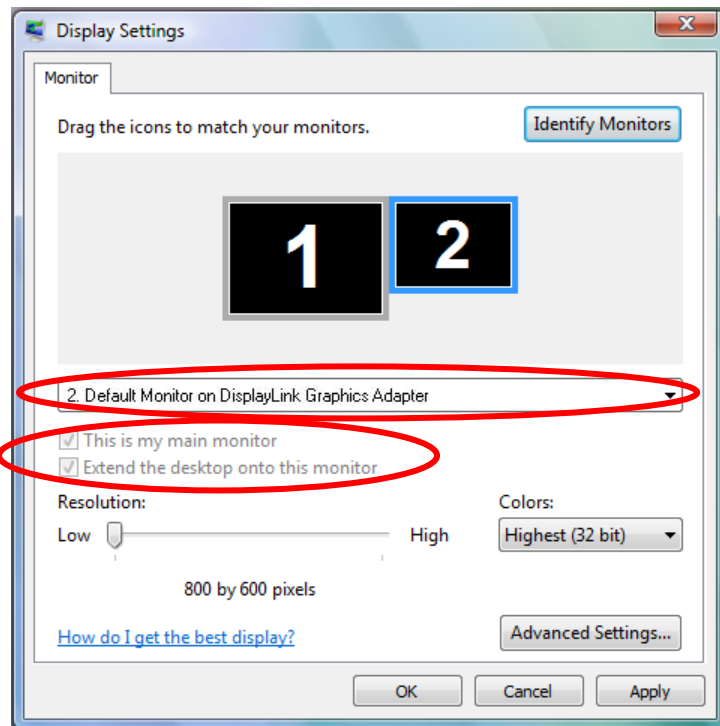 Display Settings
Monitor
Drag the icons to match your monitors.
Identify Monitors
1
2
2. Default Monitor on DisplayLink Graphics Adapter
This is my main monitor
Extend the desktop onto this monitor
Resolution:
Colors:
Low
High
Highest (32 bit)
800 by 600 pixels
How do I get the best display?
Advanced Settings...
OK
Cancel
Apply